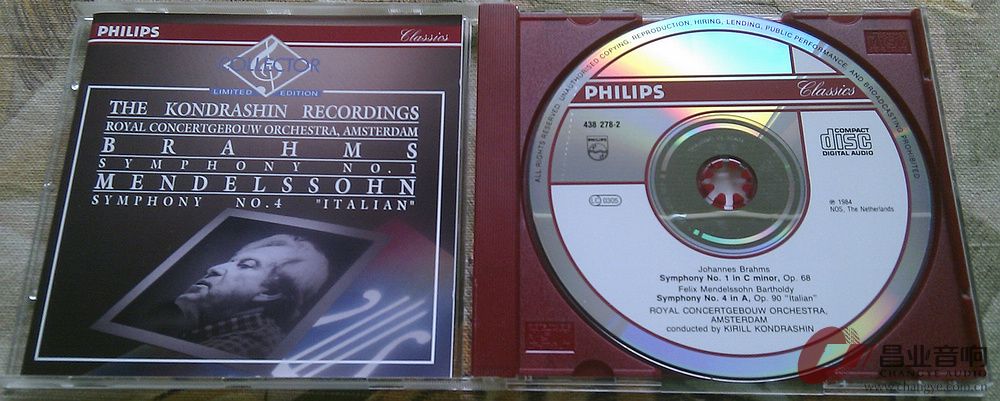 PHILIPS Classics
COLLECTOR
LIMITED EDITION
THE KONDRASHIN RECORDINGS
ROYAL CONCERTGEBOUW ORCHESTRA, AMSTERDAM
BRAHMS
SYMPHONY NO.1
MENDELSSOHN
SYMPHONY NO.4 "ITALIAN"
ALL RIGHTS RESERVED. UNAUTHORISED COPYING, REPRODUCTION, HIRING, LENDING, PUBLIC PERFORMANCE AND BROADCASTING PROHIBITED
PHILIPS Classics
438 278-2
PHILIPS
COMPACT
disc
DIGITAL AUDIO
LC 0305
℗ 1984
NOS, The Netherlands
Johannes Brahms
Symphony No. 1 in C minor, Op. 68
Felix Mendelssohn Bartholdy
Symphony No. 4 in A, Op. 90 "Italian"
ROYAL CONCERTGEBOUW ORCHESTRA,
AMSTERDAM
conducted by KIRILL KONDRASHIN
昌业音响
CHANGYE AUDIO
www.changye.com.cn